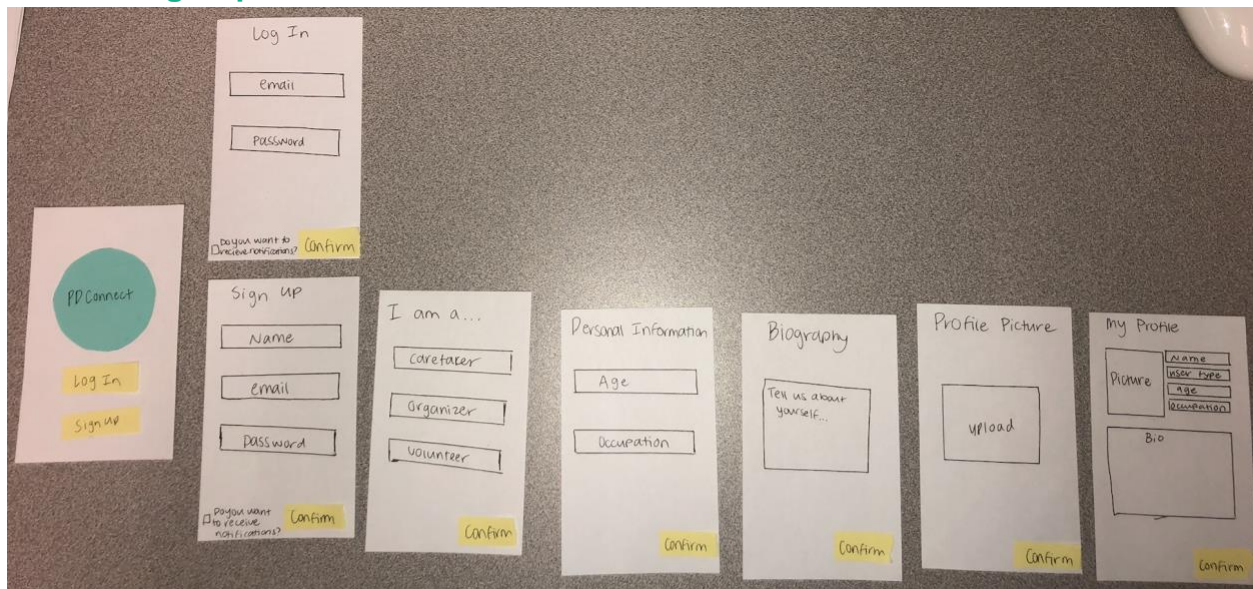 PD Connect
Log In
Sign up
Log In
email
password
Do you want to
recieve notifications?
Confirm
Sign up
Name
email
password
Do you want
to receive
notifications?
Confirm
I am a...
Caretaker
Organizer
Volunteer
Confirm
Personal Information
Age
Occupation
Confirm
Biography
Tell us about
yourself...
Confirm
Profile Picture
upload
Confirm
My Profile
Picture
Name
user type
Age
Occupation
Bio
Confirm